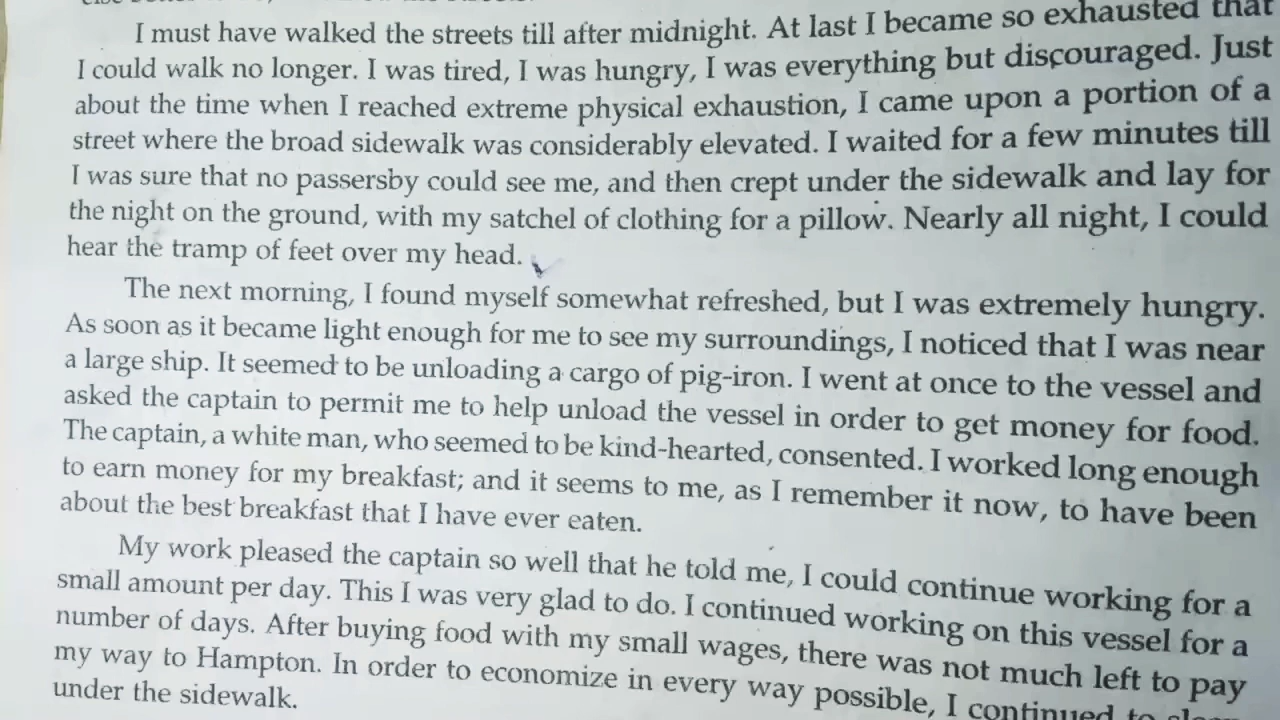 I must have walked the streets till after midnight. At last I became so exhausted that
I could walk no longer. I was tired, I was hungry, I was everything but discouraged. Just
about the time when I reached extreme physical exhaustion, I came upon a portion of a
street where the broad sidewalk was considerably elevated. I waited for a few minutes till
I was sure that no passersby could see me, and then crept under the sidewalk and lay for
the night on the ground, with my satchel of clothing for a pillow. Nearly all night, I could
hear the tramp of feet over my head.
The next morning, I found myself somewhat refreshed, but I was extremely hungry.
As soon as it became light enough for me to see my surroundings, I noticed that I was near
a large ship. It seemed to be unloading a cargo of pig-iron. I went at once to the vessel and
asked the captain to permit me to help unload the vessel in order to get money for food.
The captain, a white man, who seemed to be kind-hearted, consented. I worked long enough
to earn money for my breakfast; and it seems to me, as I remember it now, to have been
about the best breakfast that I have ever eaten.
My work pleased the captain so well that he told me, I could continue working for a
small amount per day. This I was very glad to do. I continued working on this vessel for a
number of days. After buying food with my small wages, there was not much left to pay
my way to Hampton. In order to economize in every way possible, I continued to
under the sidewalk.